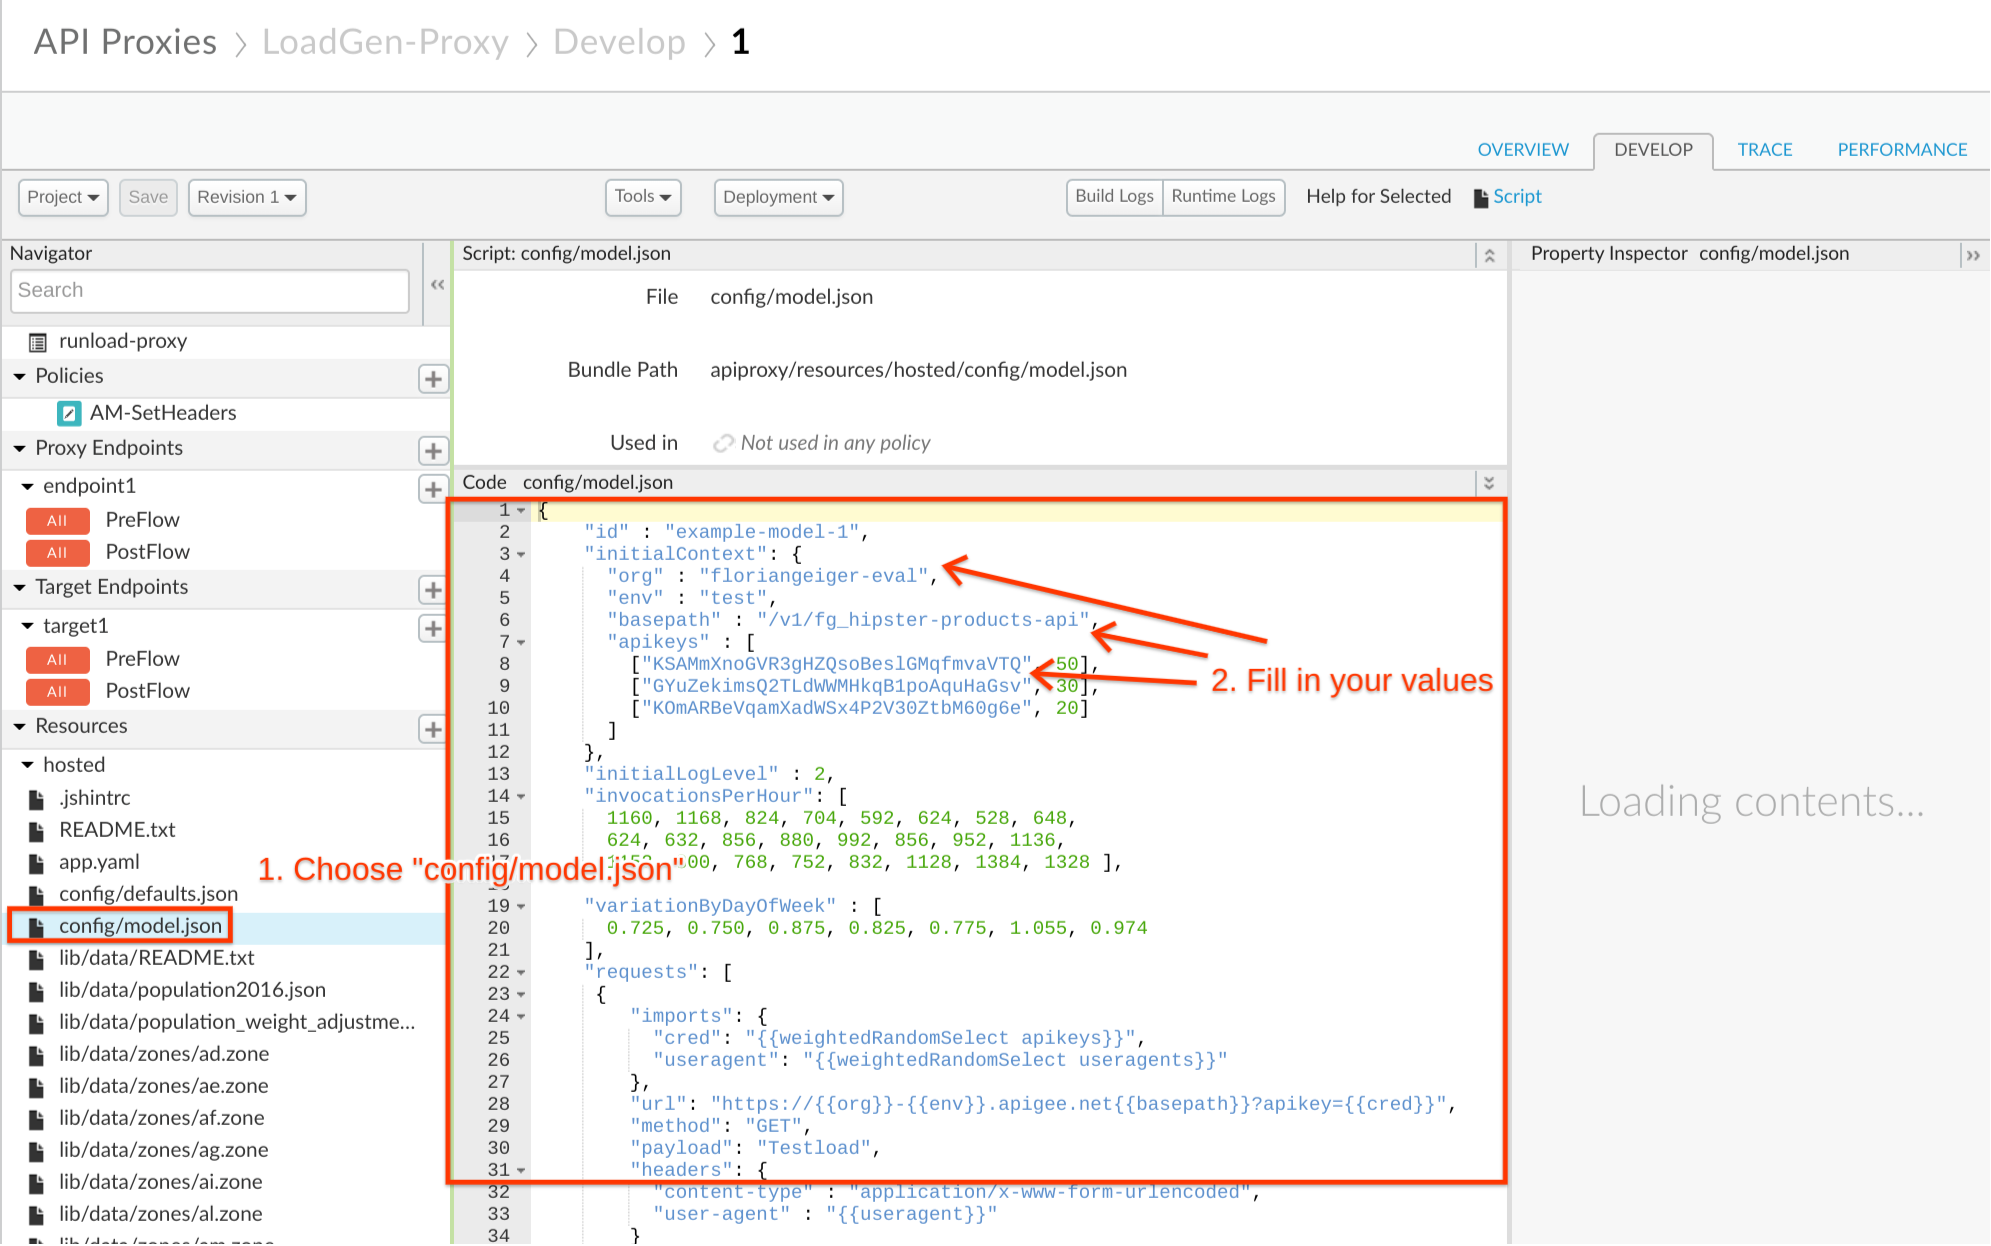 API Proxies > LoadGen-Proxy > Develop > 1
OVERVIEW DEVELOP TRACE PERFORMANCE
Project Save Revision 1 Tools Deployment Build Logs Runtime Logs Help for Selected Script
Navigator
Search
runload-proxy
Policies
AM-SetHeaders
Proxy Endpoints
endpoint1
All PreFlow
All PostFlow
Target Endpoints
target1
All PreFlow
All PostFlow
Resources
hosted
.jshintrc
README.txt
app.yaml
config/defaults.json
config/model.json
lib/data/README.txt
lib/data/population2016.json
lib/data/population_weight_adjustme...
lib/data/zones/ad.zone
lib/data/zones/ae.zone
lib/data/zones/af.zone
lib/data/zones/ag.zone
lib/data/zones/ai.zone
lib/data/zones/al.zone
1. Choose "config/model.json"
Script: config/model.json
File config/model.json
Bundle Path apiproxy/resources/hosted/config/model.json
Used in Not used in any policy
Code config/model.json
1 {
2 "id" : "example-model-1",
3 "initialContext": {
4 "org" : "floriangeiger-eval",
5 "env" : "test",
6 "basepath" : "/v1/fg_hipster-products-api",
7 "apikeys" : [
8 ["KSAMmXnoGVR3gHZQsoBeslGMqfmvaVTQ", 50],
9 ["GYuZekimsQ2TLdWWMHkqB1poAquHaGsv", 30],
10 ["KOmARBeVqamXadWSx4P2V30ZtbM60g6e", 20]
11 ]
12 },
13 "initialLogLevel" : 2,
14 "invocationsPerHour": [
15 1160, 1168, 824, 704, 592, 624, 528, 648,
16 624, 632, 856, 880, 992, 856, 952, 1136,
768, 752, 832, 1128, 1384, 1328 ],
19 "variationByDayOfWeek" : [
20 0.725, 0.750, 0.875, 0.825, 0.775, 1.055, 0.974
21 ],
22 "requests": [
23 {
24 "imports": {
25 "cred": "{{weightedRandomSelect apikeys}}",
26 "useragent": "{{weightedRandomSelect useragents}}"
27 },
28 "url": "https://{{org}}-{{env}}.apigee.net{{basepath}}?apikey={{cred}}",
29 "method": "GET",
30 "payload": "Testload",
31 "headers": {
32 "content-type" : "application/x-www-form-urlencoded",
33 "user-agent" : "{{useragent}}"
34 }
2. Fill in your values
Property Inspector config/model.json
Loading contents...